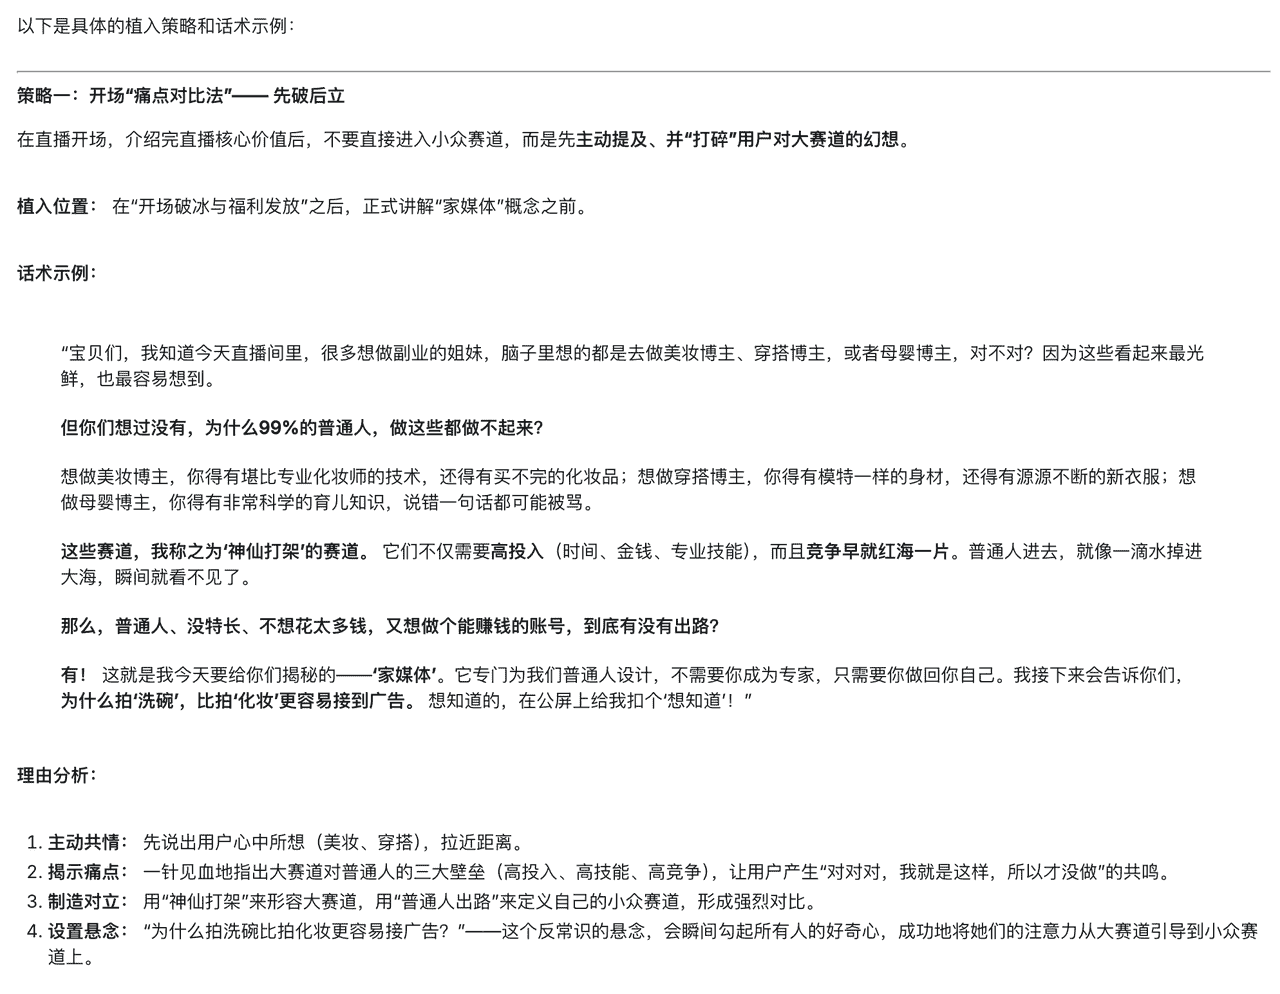 以下是具体的植入策略和话术示例：
策略一：开场“痛点对比法”—— 先破后立
在直播开场，介绍完直播核心价值后，不要直接进入小众赛道，而是先主动提及、并“打碎”用户对大赛道的幻想。
植入位置： 在“开场破冰与福利发放”之后，正式讲解“家媒体”概念之前。
话术示例：
“宝贝们，我知道今天直播间里，很多想做副业的姐妹，脑子里想的都是去做美妆博主、穿搭博主，或者母婴博主，对不对？因为这些看起来最光
鲜，也最容易想到。
但你们想过没有，为什么99%的普通人，做这些都做不起来？
想做美妆博主，你得有堪比专业化妆师的技术，还得有买不完的化妆品；想做穿搭博主，你得有模特一样的身材，还得有源源不断的新衣服；想
做母婴博主，你得有非常科学的育儿知识，说错一句话都可能被骂。
这些赛道，我称之为‘神仙打架’的赛道。 它们不仅需要高投入（时间、金钱、专业技能），而且竞争早就红海一片。普通人进去，就像一滴水掉进
大海，瞬间就看不见了。
那么，普通人、没特长、不想花太多钱，又想做个能赚钱的账号，到底有没有出路？
有！ 这就是我今天要给你们揭秘的——‘家媒体’。它专门为我们普通人设计，不需要你成为专家，只需要你做回你自己。我接下来会告诉你们，
为什么拍‘洗碗’，比拍‘化妆’更容易接到广告。 想知道的，在公屏上给我扣个‘想知道’！”
理由分析：
1. 主动共情： 先说出用户心中所想（美妆、穿搭），拉近距离。
2. 揭示痛点： 一针见血地指出大赛道对普通人的三大壁垒（高投入、高技能、高竞争），让用户产生“对对对，我就是这样，所以才没做”的共鸣。
3. 制造对立： 用“神仙打架”来形容大赛道，用“普通人出路”来定义自己的小众赛道，形成强烈对比。
4. 设置悬念： “为什么拍洗碗比拍化妆更容易接广告？”——这个反常识的悬念，会瞬间勾起所有人的好奇心，成功地将她们的注意力从大赛道引导到小众赛
道上。